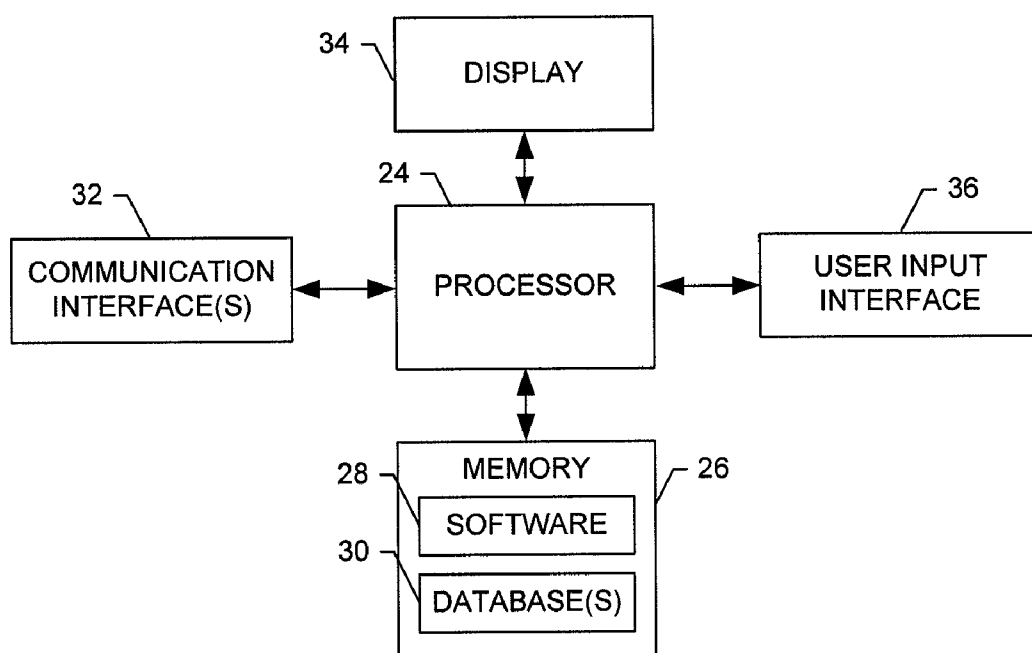 34
DISPLAY
24
32
36
COMMUNICATION
INTERFACE(S)
PROCESSOR
USER INPUT
INTERFACE
MEMORY
28
26
SOFTWARE
30
DATABASE(S)